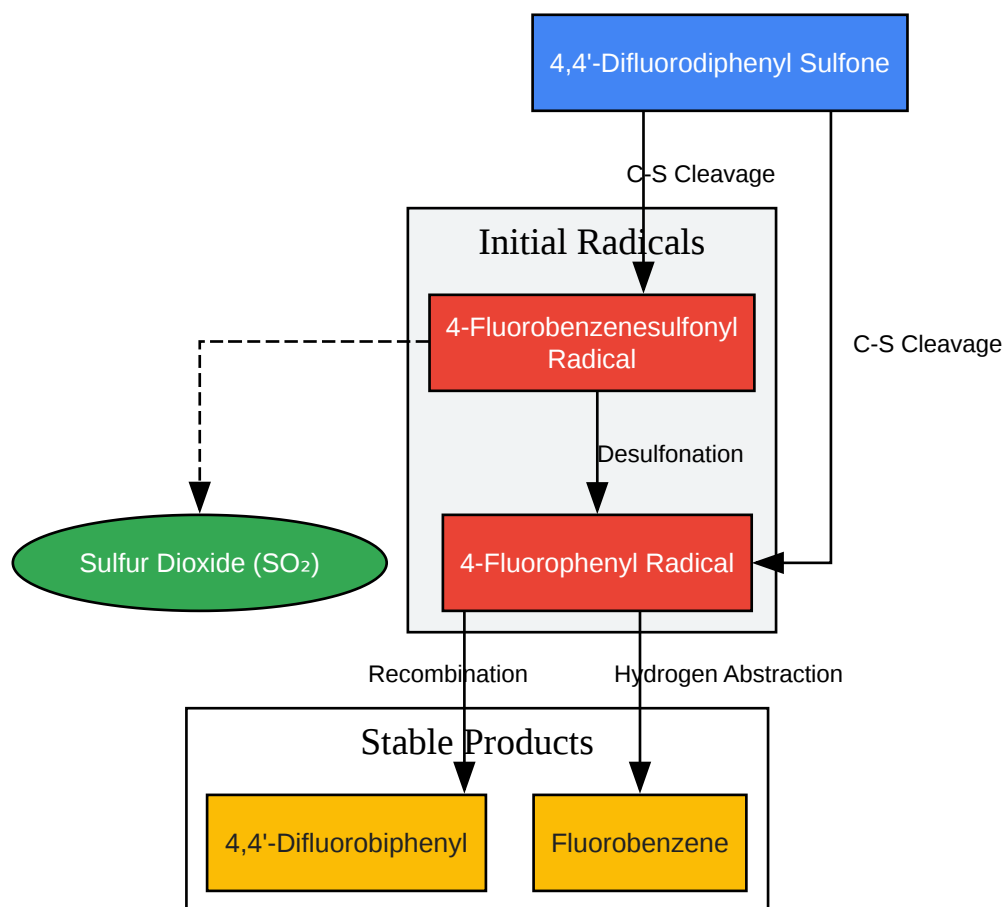 4,4'-Difluorodiphenyl Sulfone
C-S Cleavage
Initial Radicals
4-Fluorobenzenesulfonyl
Radical
C-S Cleavage
Desulfonation
Sulfur Dioxide (SO₂)
4-Fluorophenyl Radical
Recombination
Hydrogen Abstraction
Stable Products
4,4'-Difluorobiphenyl
Fluorobenzene